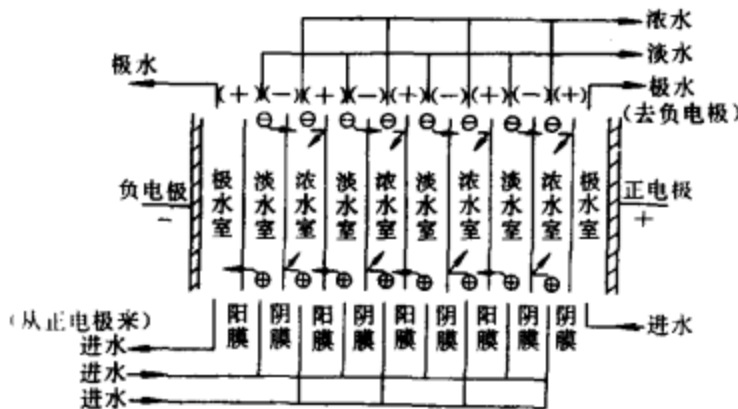 浓水
淡水
极水
极水
(+)(−)(+)(−)(+)(−)(+)(−)(+)
(去负电极)
⊖ ⊖ ⊖ ⊖ ⊖ ⊖ ⊖ ⊖
负电极
−
极水室
淡水室
浓水室
淡水室
浓水室
淡水室
浓水室
淡水室
浓水室
极水室
正电极
+
⊕ ⊕ ⊕ ⊕ ⊕ ⊕ ⊕ ⊕
(从正电极来)
阳膜
阴膜
阳膜
阴膜
阳膜
阴膜
阳膜
阴膜
阴膜
进水
进水
进水
进水